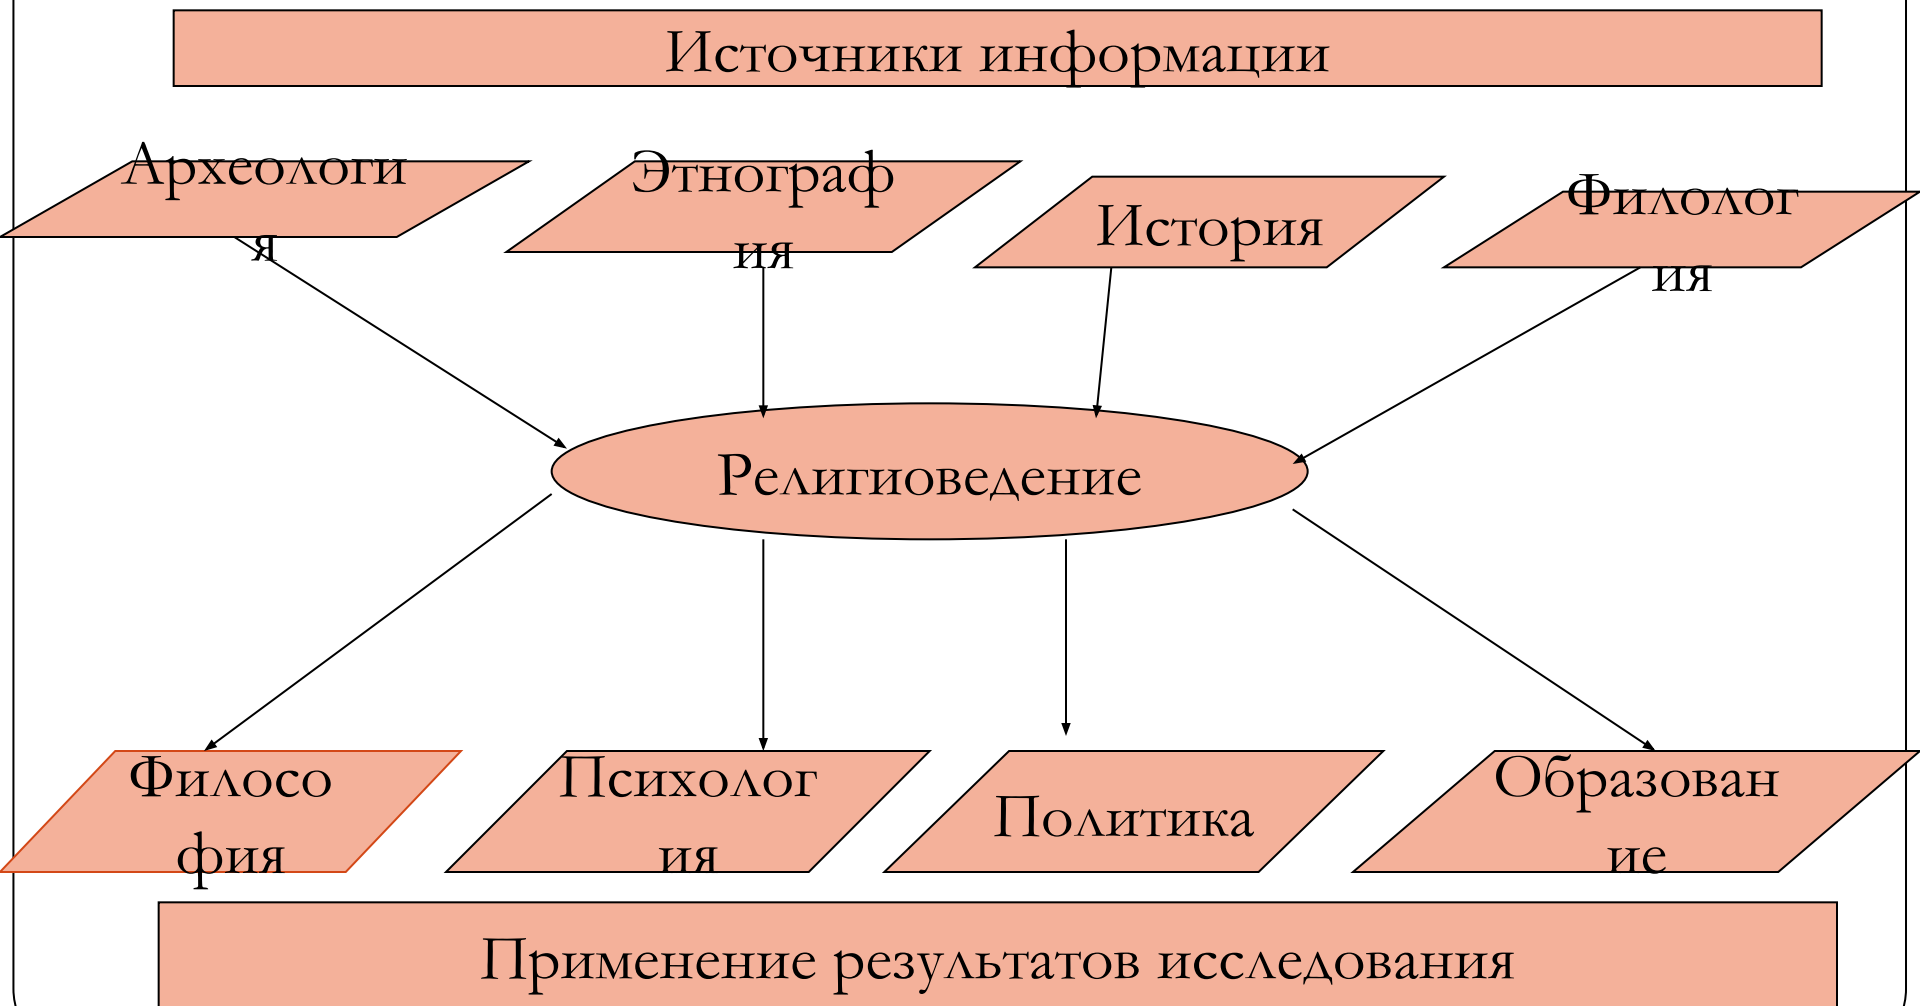 Источники информации
Археологи
я
Этнограф
ия
История
Филолог
ия
Религиоведение
Филосо
фия
Психолог
ия
Политика
Образован
ие
Применение результатов исследования